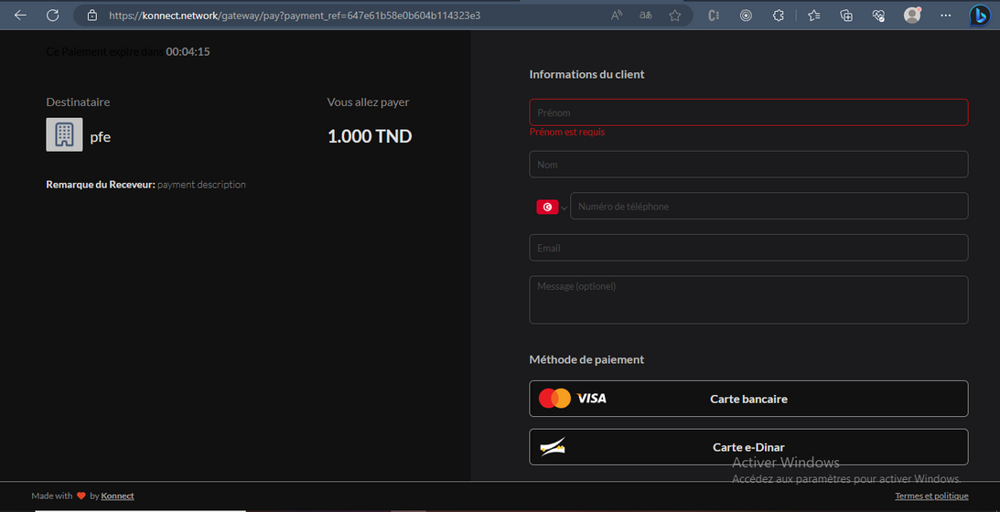 https://konnect.network/gateway/pay?payment_ref=647e61b58e0b604b114323e3
Ce Paiement expire dans 00:04:15
Destinataire
Vous allez payer
pfe
1.000 TND
Remarque du Receveur: payment description
Informations du client
Prénom
Prénom est requis
Nom
Numéro de téléphone
Email
Message (optionel)
Méthode de paiement
VISA Carte bancaire
Carte e-Dinar
Activer Windows
Accédez aux paramètres pour activer Windows.
Made with ❤ by Konnect
Termes et politique